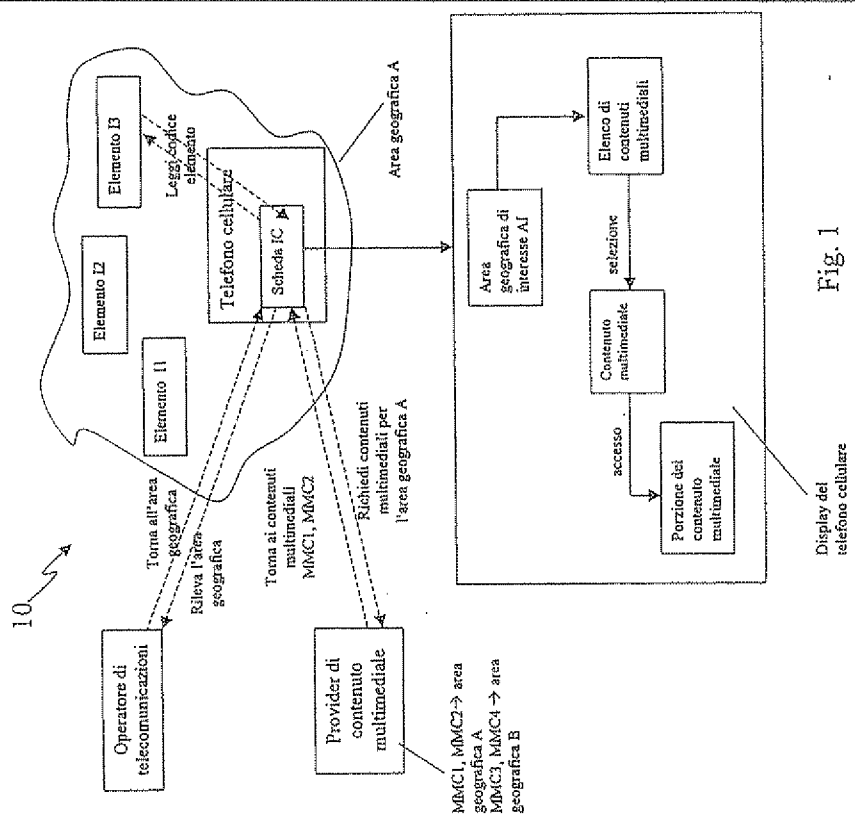 10
Operatore di
telecomunicazioni
Provider di
contenuto
multimediale
MMC1, MMC2→ area
geografica A
MMC3, MMC4 → area
geografica B
Torna all'area
geografica
Rileva l'area
geografica
Torna ai contenuti
multimediali
MMC1, MMC2
Richiedi contenuti
multimediali per
l'area geografica A
Elemento I1
Elemento I2
Elemento I3
Leggi codice
elemento
Telefono cellulare
Scheda IC
Area geografica A
Area
geografica di
interesse AI
Elenco di
contenuti
multimediali
selezione
Contenuto
multimediale
accesso
Porzione del
contenuto
multimediale
Display del
telefono cellulare
Fig. 1